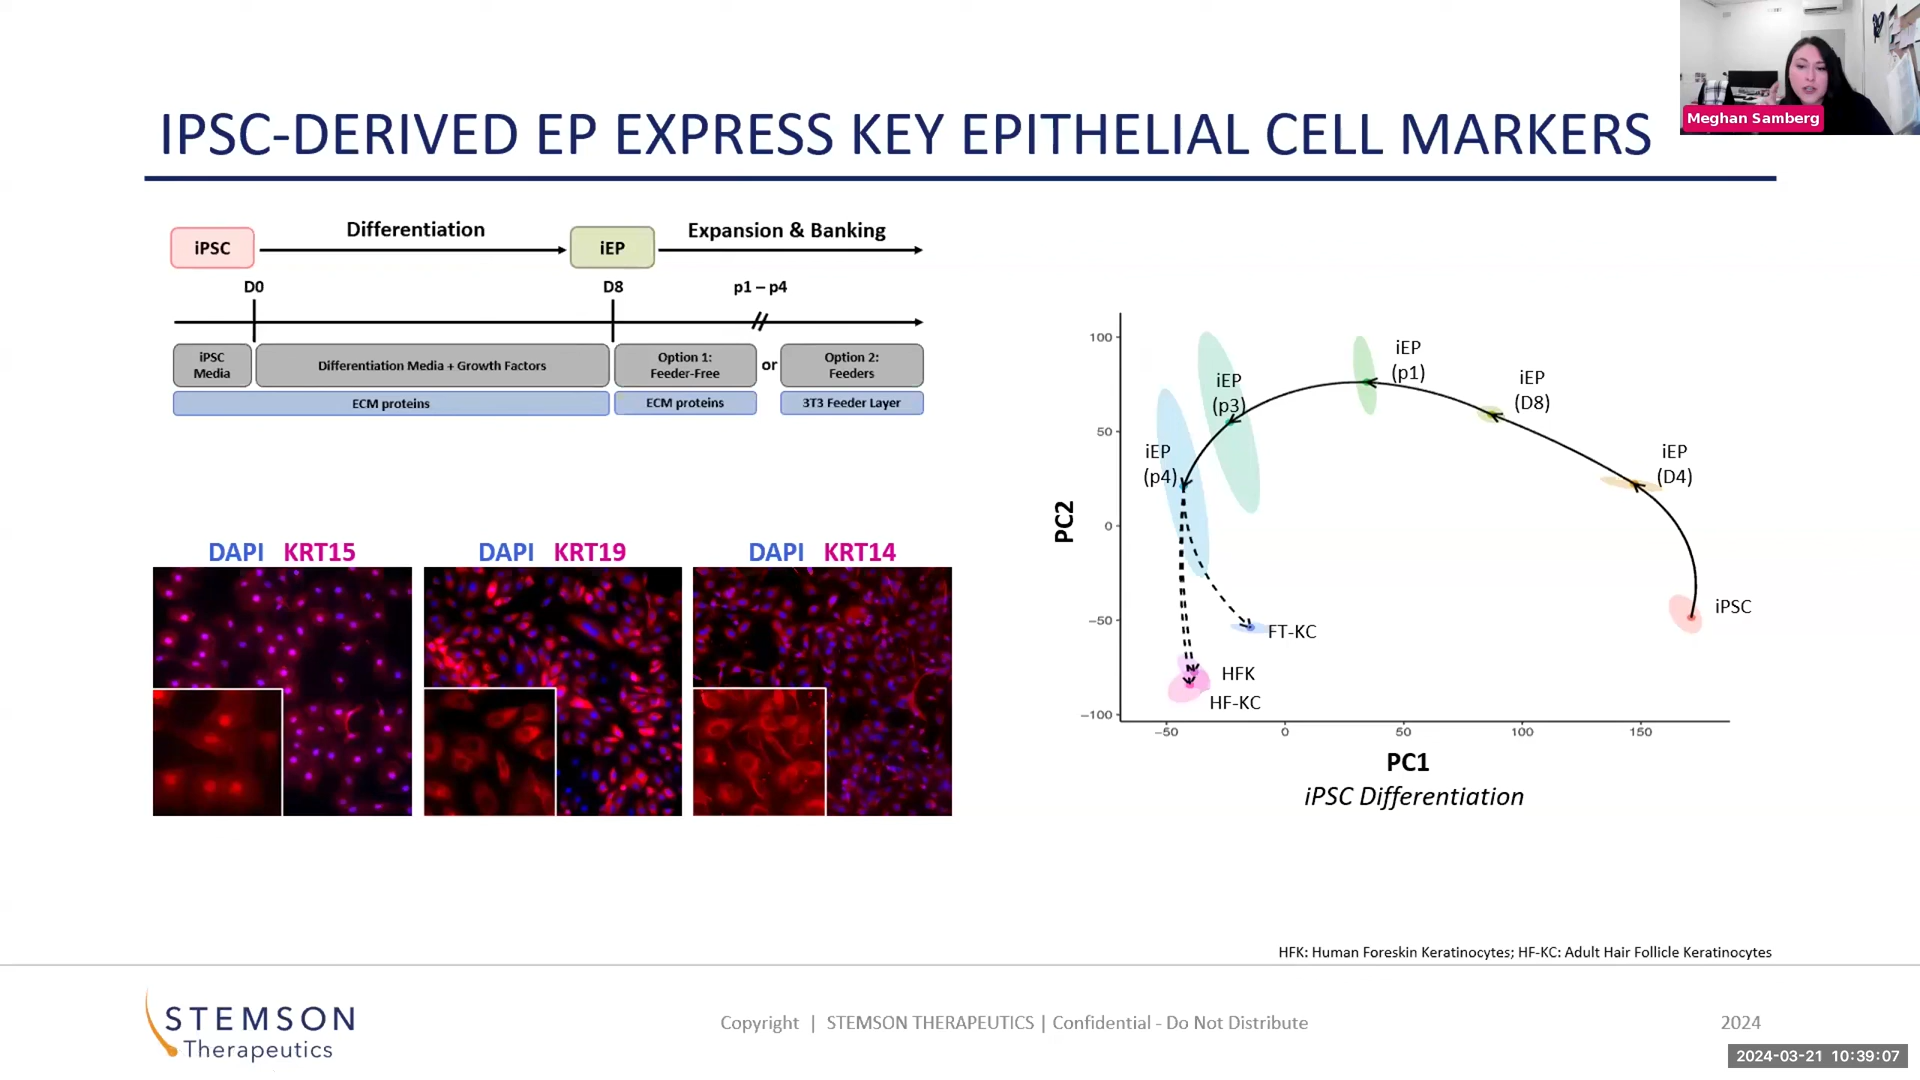 Meghan Samberg
IPSC-DERIVED EP EXPRESS KEY EPITHELIAL CELL MARKERS
iPSC
Differentiation
iEP
Expansion & Banking
D0
D8
p1 – p4
iPSC
Media
Differentiation Media + Growth Factors
Option 1:
Feeder-Free
or
Option 2:
Feeders
ECM proteins
ECM proteins
3T3 Feeder Layer
DAPI KRT15
DAPI KRT19
DAPI KRT14
PC2
100
50
0
−50
−100
iEP
(p4)
iEP
(p3)
iEP
(p1)
iEP
(D8)
iEP
(D4)
iPSC
FT-KC
HFK
HF-KC
−50
0
50
100
150
PC1
iPSC Differentiation
HFK: Human Foreskin Keratinocytes; HF-KC: Adult Hair Follicle Keratinocytes
STEMSON
Therapeutics
Copyright | STEMSON THERAPEUTICS | Confidential - Do Not Distribute
2024
2024-03-21 10:39:07